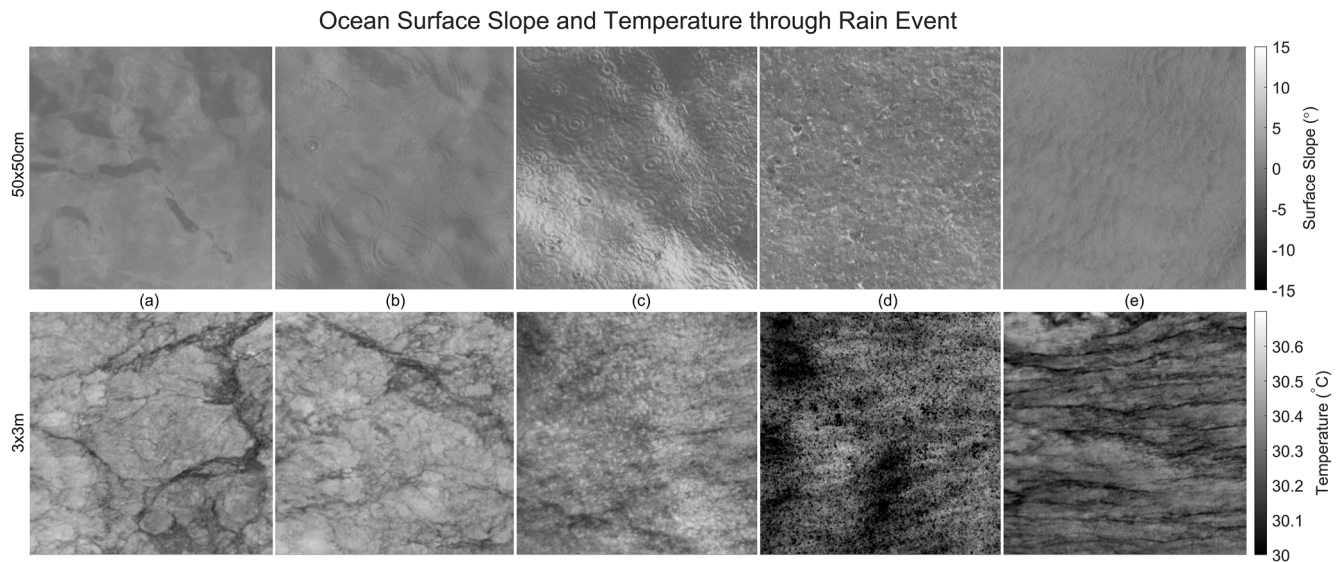 Ocean Surface Slope and Temperature through Rain Event
50x50cm
15
10
5
0
-5
-10
-15
Surface Slope (°)
(a)
(b)
(c)
(d)
(e)
3x3m
30.6
30.5
30.4
30.3
30.2
30.1
30
Temperature (°C)